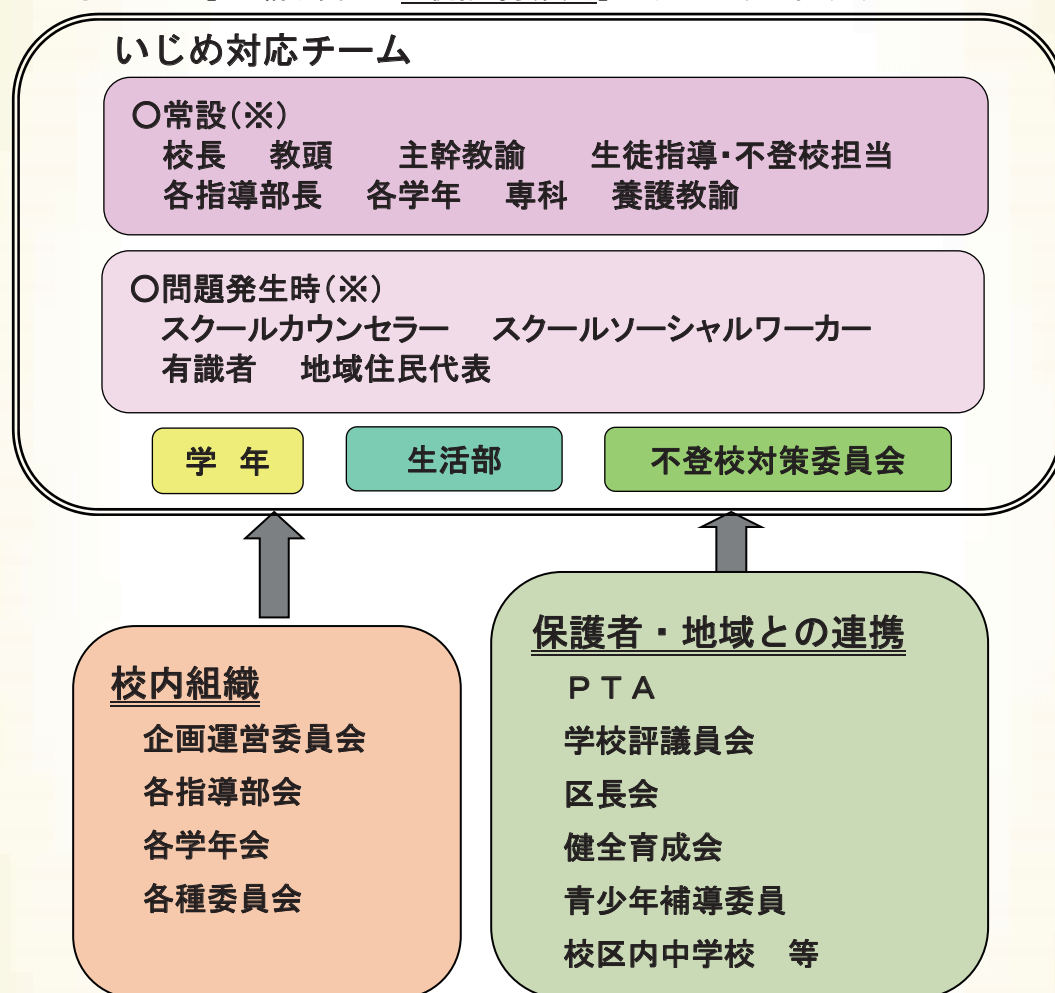 いじめ対応チーム
○常設(※)
校長 教頭 主幹教諭 生徒指導・不登校担当
各指導部長 各学年 専科 養護教諭
○問題発生時(※)
スクールカウンセラー スクールソーシャルワーカー
有識者 地域住民代表
学 年 生活部 不登校対策委員会
校内組織
企画運営委員会
各指導部会
各学年会
各種委員会
保護者・地域との連携
PTA
学校評議員会
区長会
健全育成会
青少年補導委員
校区内中学校 等